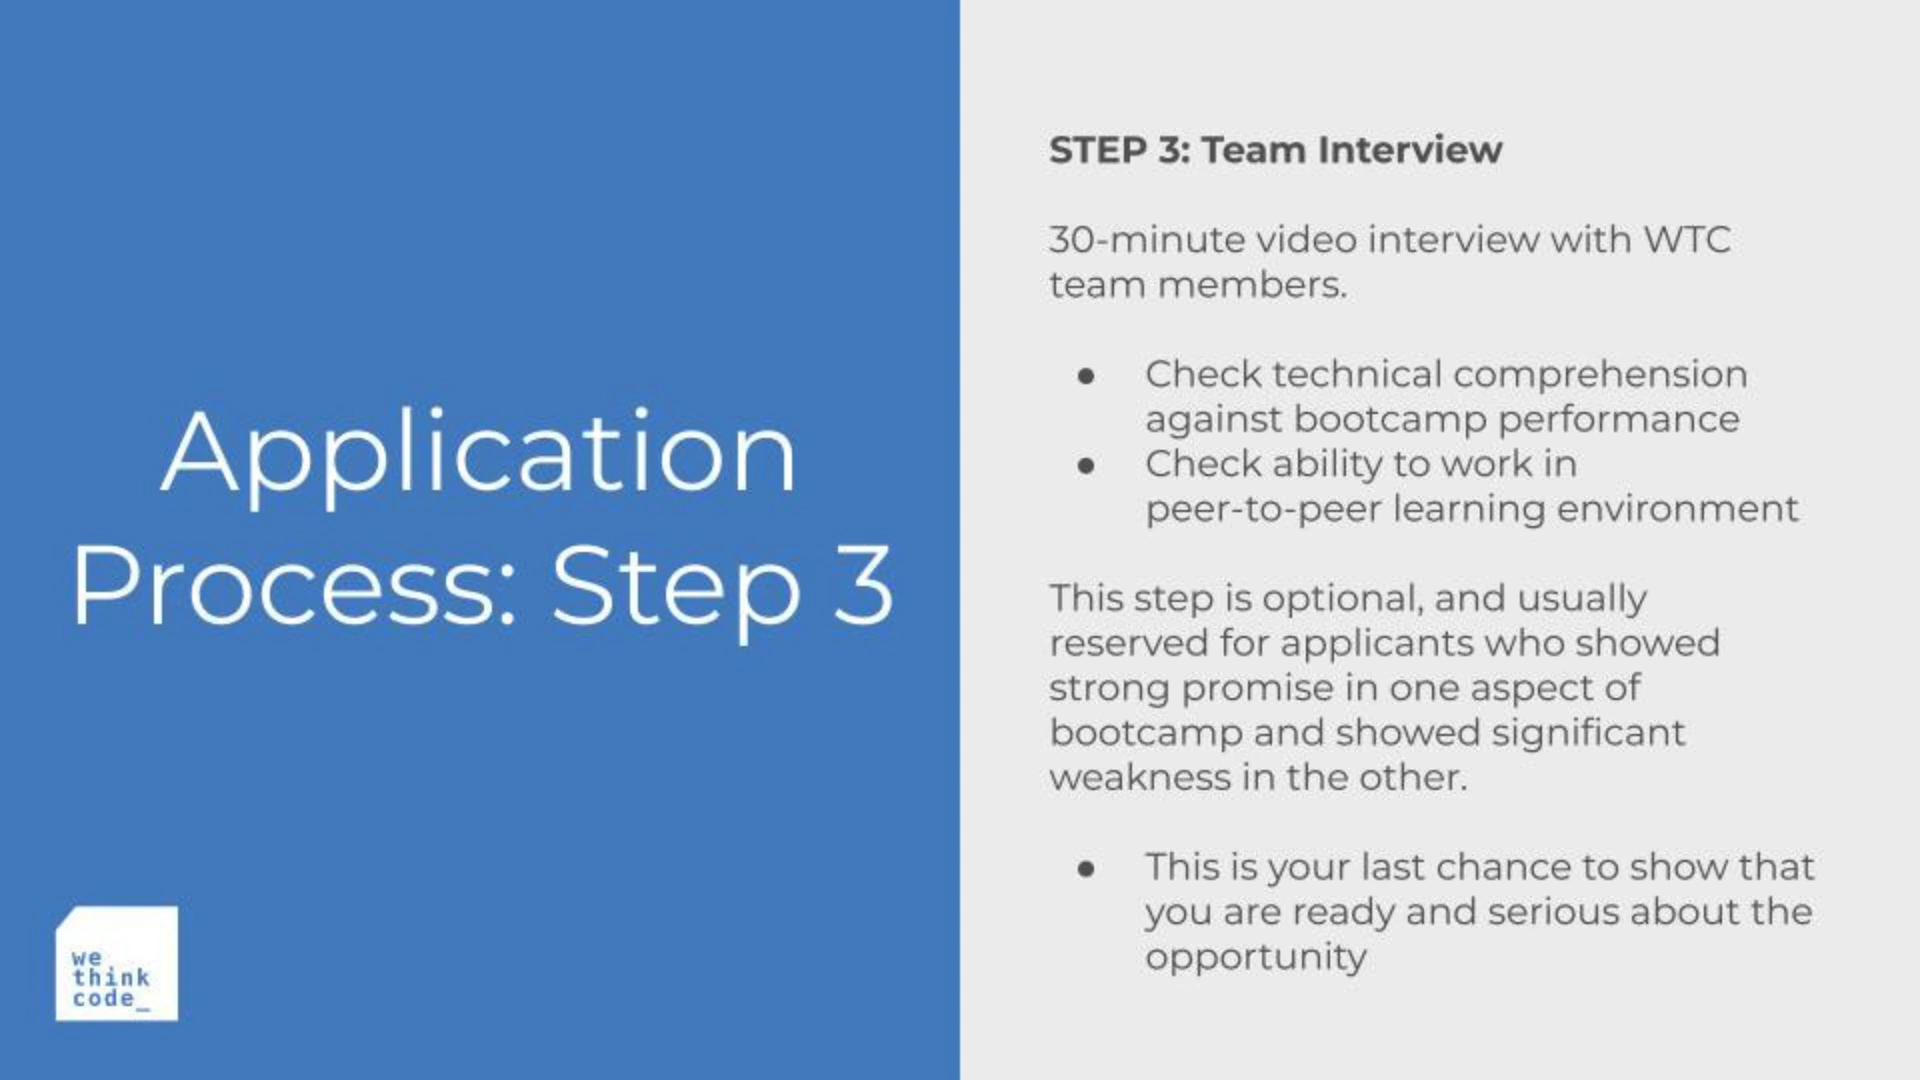 Application
Process: Step 3
we
think
code_
STEP 3: Team Interview
30-minute video interview with WTC
team members.
● Check technical comprehension
against bootcamp performance
● Check ability to work in
peer-to-peer learning environment
This step is optional, and usually
reserved for applicants who showed
strong promise in one aspect of
bootcamp and showed significant
weakness in the other.
● This is your last chance to show that
you are ready and serious about the
opportunity